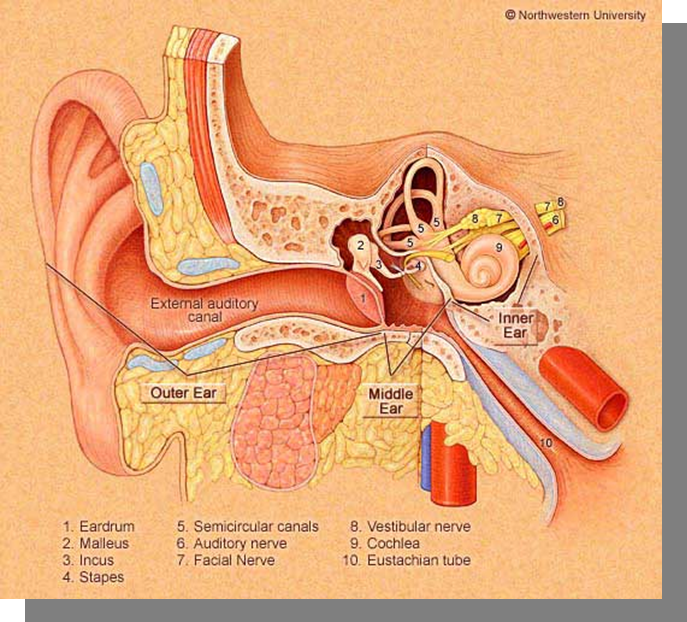 © Northwestern University
7 8
8 7 6
5
5
2 5 9
3 4
1
External auditory
canal
Inner
Ear
Outer Ear
Middle
Ear
10
1. Eardrum
2. Malleus
3. Incus
4. Stapes
5. Semicircular canals
6. Auditory nerve
7. Facial Nerve
8. Vestibular nerve
9. Cochlea
10. Eustachian tube